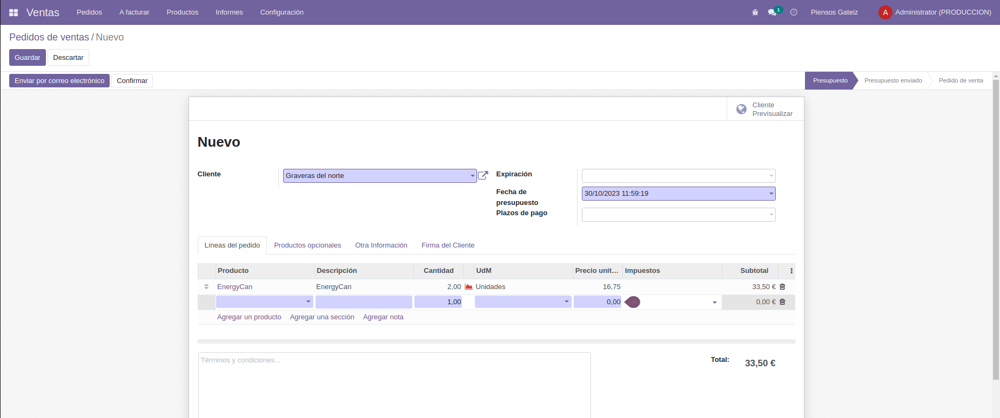 Ventas Pedidos A facturar Productos Informes Configuración 1 Piensos Gateiz A Administrator (PRODUCCION)
Pedidos de ventas / Nuevo
Guardar Descartar
Enviar por correo electrónico Confirmar Presupuesto Presupuesto enviado Pedido de venta
Cliente
Previsualizar
Nuevo
Cliente Graveras del norte Expiración
Fecha de presupuesto 30/10/2023 11:59:19
Plazos de pago
Líneas del pedido Productos opcionales Otra Información Firma del Cliente
Producto Descripción Cantidad UdM Precio unit... Impuestos Subtotal
EnergyCan EnergyCan 2,00 Unidades 16,75 33,50 €
1,00 0,00 0,00 €
Agregar un producto Agregar una sección Agregar nota
Términos y condiciones... Total: 33,50 €